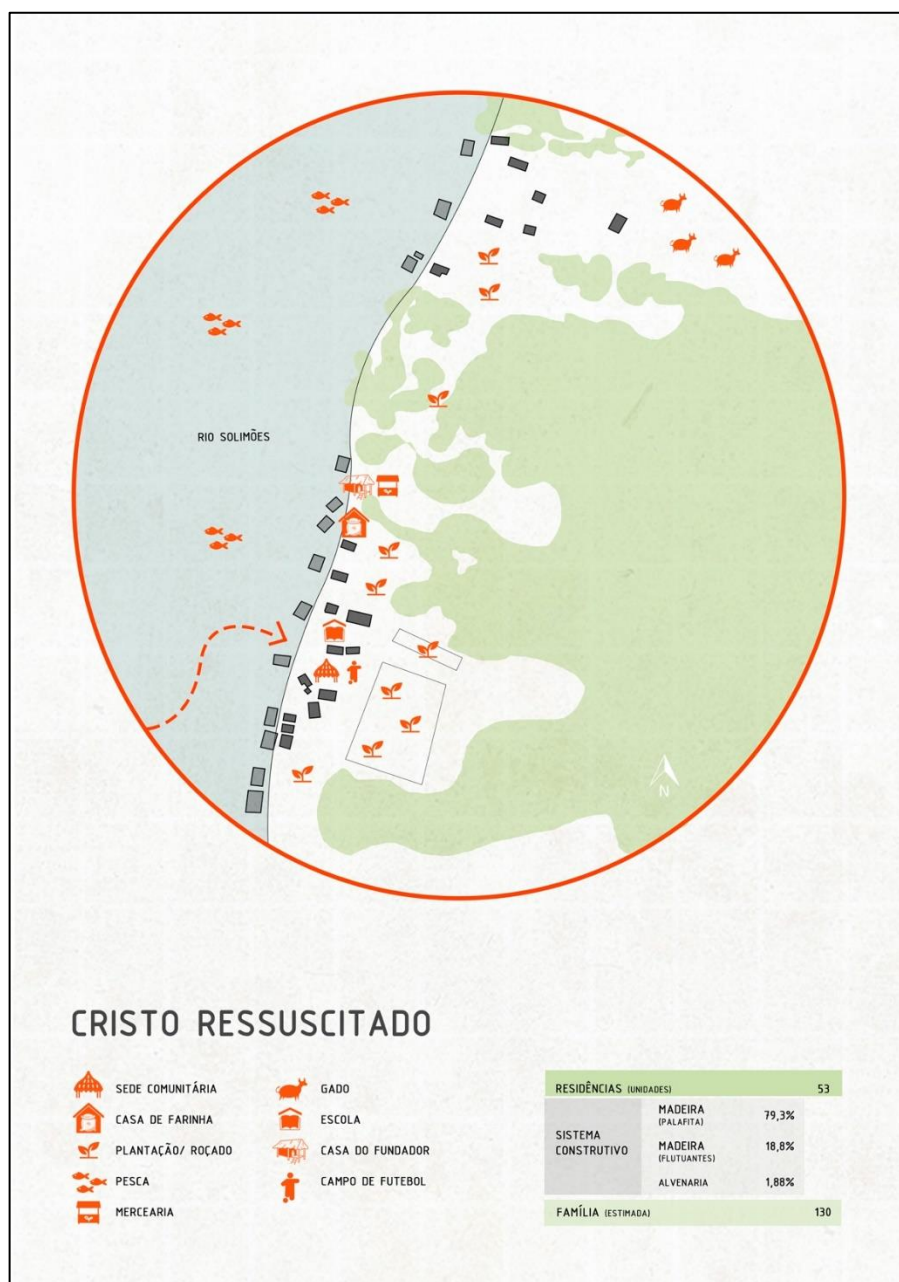 RIO SOLIMÕES
N
CRISTO RESSUSCITADO
SEDE COMUNITÁRIA
CASA DE FARINHA
PLANTAÇÃO/ ROÇADO
PESCA
MERCEARIA
GADO
ESCOLA
CASA DO FUNDADOR
CAMPO DE FUTEBOL
RESIDÊNCIAS (UNIDADES) 53
SISTEMA
CONSTRUTIVO
MADEIRA
(PALAFITA) 79,3%
MADEIRA
(FLUTUANTES) 18,8%
ALVENARIA 1,88%
FAMÍLIA (ESTIMADA) 130